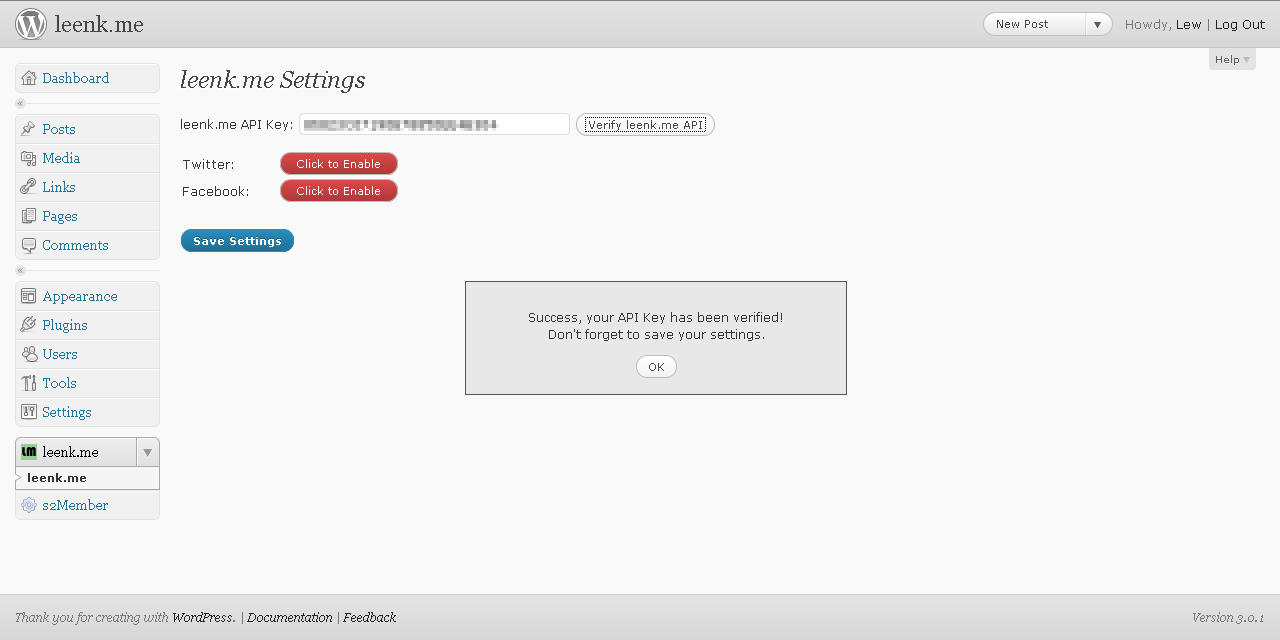 leenk.me
New Post
Howdy, Lew | Log Out
Help
Dashboard
Posts
Media
Links
Pages
Comments
Appearance
Plugins
Users
Tools
Settings
LM leenk.me
leenk.me
s2Member
leenk.me Settings
leenk.me API Key:
Verify leenk.me API
Twitter: Click to Enable
Facebook: Click to Enable
Save Settings
Success, your API Key has been verified!
Don't forget to save your settings.
OK
Thank you for creating with WordPress. | Documentation | Feedback
Version 3.0.1